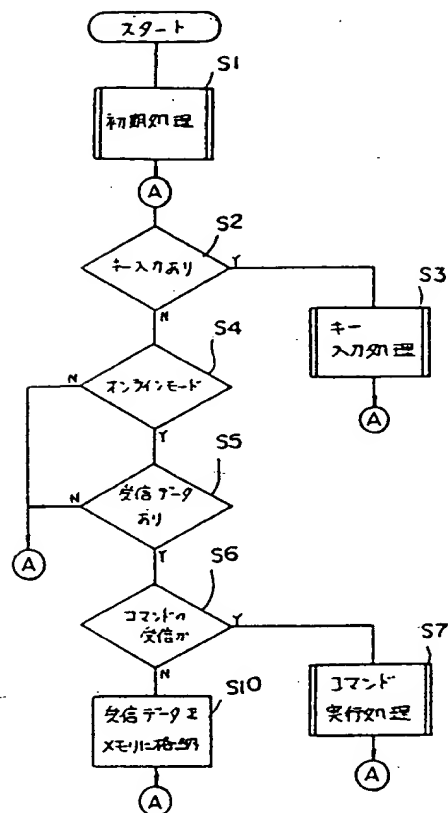 スタート
S1
初期処理
A
S2
キー入力あり
Y
N
S3
キー
入力処理
A
S4
オンラインモード
N
Y
S5
受信データ
あり
N
Y
A
S6
コマンドの
受信か
Y
N
S7
コマンド
実行処理
A
S10
受信データを
メモリに格納
A